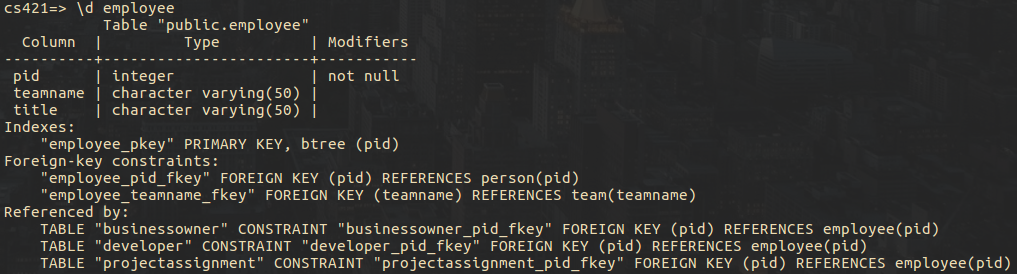 cs421=> \d employee
Table "public.employee"
Column | Type | Modifiers
----------+-----------------------+-----------
pid | integer | not null
teamname | character varying(50) |
title | character varying(50) |
Indexes:
"employee_pkey" PRIMARY KEY, btree (pid)
Foreign-key constraints:
"employee_pid_fkey" FOREIGN KEY (pid) REFERENCES person(pid)
"employee_teamname_fkey" FOREIGN KEY (teamname) REFERENCES team(teamname)
Referenced by:
TABLE "businessowner" CONSTRAINT "businessowner_pid_fkey" FOREIGN KEY (pid) REFERENCES employee(pid)
TABLE "developer" CONSTRAINT "developer_pid_fkey" FOREIGN KEY (pid) REFERENCES employee(pid)
TABLE "projectassignment" CONSTRAINT "projectassignment_pid_fkey" FOREIGN KEY (pid) REFERENCES employee(pid)